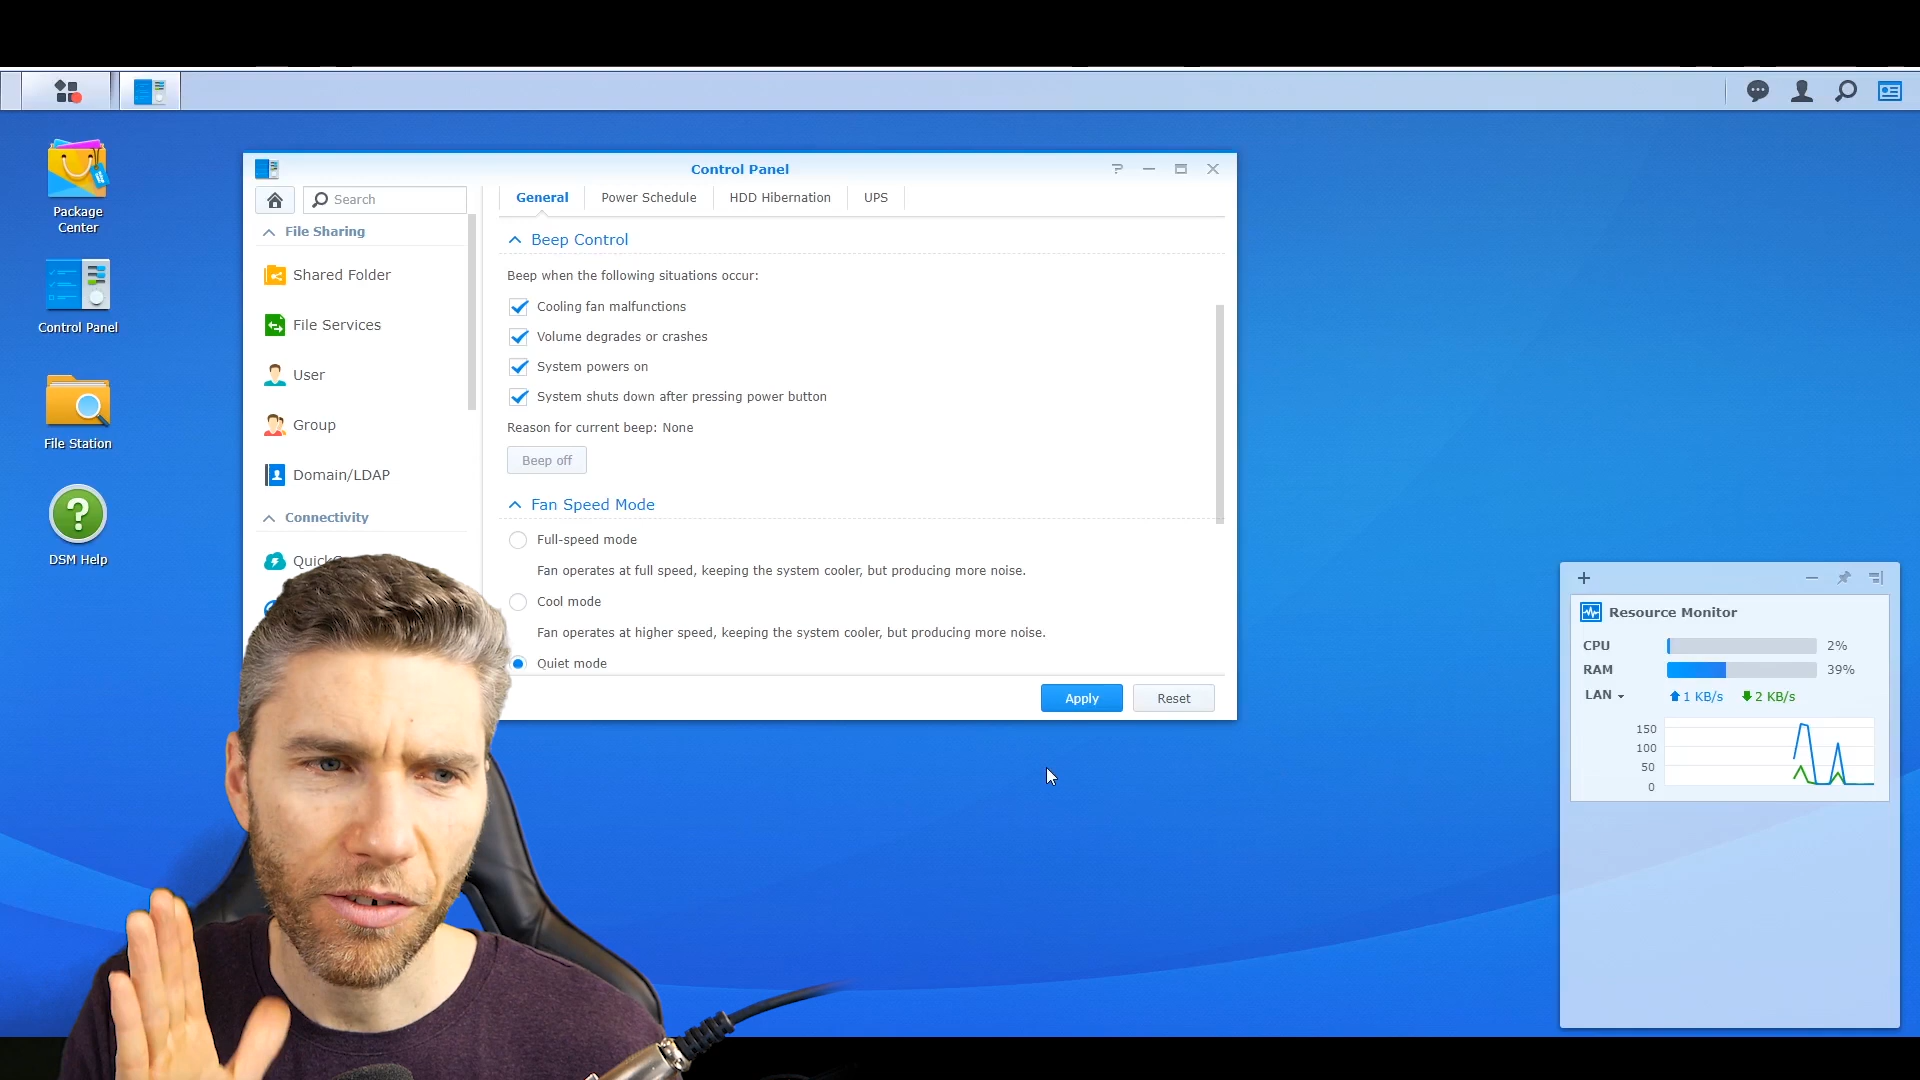 Package
Center
Control Panel
File Station
DSM Help
Control Panel
Search
General
Power Schedule
HDD Hibernation
UPS
File Sharing
Shared Folder
File Services
User
Group
Domain/LDAP
Connectivity
Beep Control
Beep when the following situations occur:
Cooling fan malfunctions
Volume degrades or crashes
System powers on
System shuts down after pressing power button
Reason for current beep: None
Beep off
Fan Speed Mode
Full-speed mode
Fan operates at full speed, keeping the system cooler, but producing more noise.
Cool mode
Fan operates at higher speed, keeping the system cooler, but producing more noise.
Quiet mode
Apply
Reset
Resource Monitor
CPU
2%
RAM
39%
LAN
1 KB/s
2 KB/s
150
100
50
0